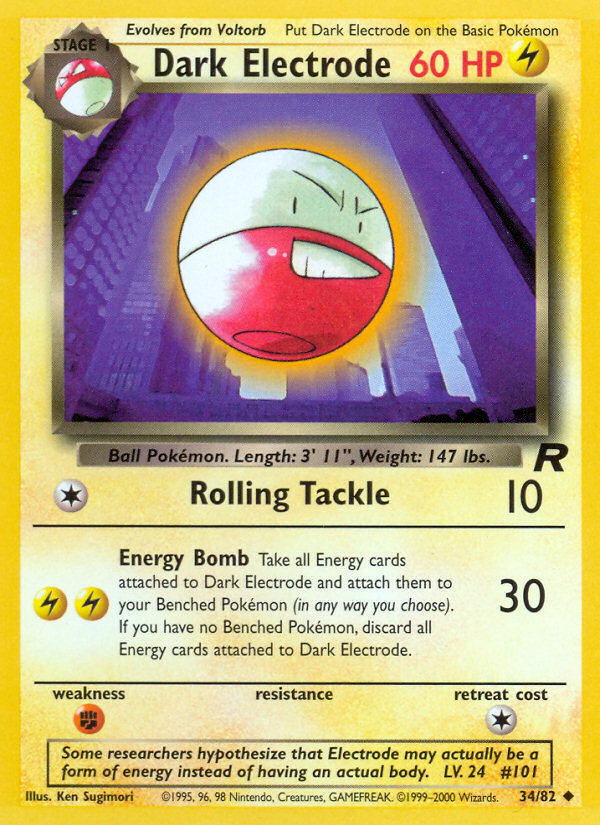 Evolves from Voltorb Put Dark Electrode on the Basic Pokémon
STAGE 1
Dark Electrode 60 HP
Ball Pokémon. Length: 3' 11", Weight: 147 lbs.
R
Rolling Tackle 10
Energy Bomb Take all Energy cards
attached to Dark Electrode and attach them to
your Benched Pokémon (in any way you choose).
If you have no Benched Pokémon, discard all
Energy cards attached to Dark Electrode.
30
weakness resistance retreat cost
Some researchers hypothesize that Electrode may actually be a
form of energy instead of having an actual body. LV. 24 #101
Illus. Ken Sugimori ©1995, 96, 98 Nintendo, Creatures, GAMEFREAK. ©1999-2000 Wizards. 34/82